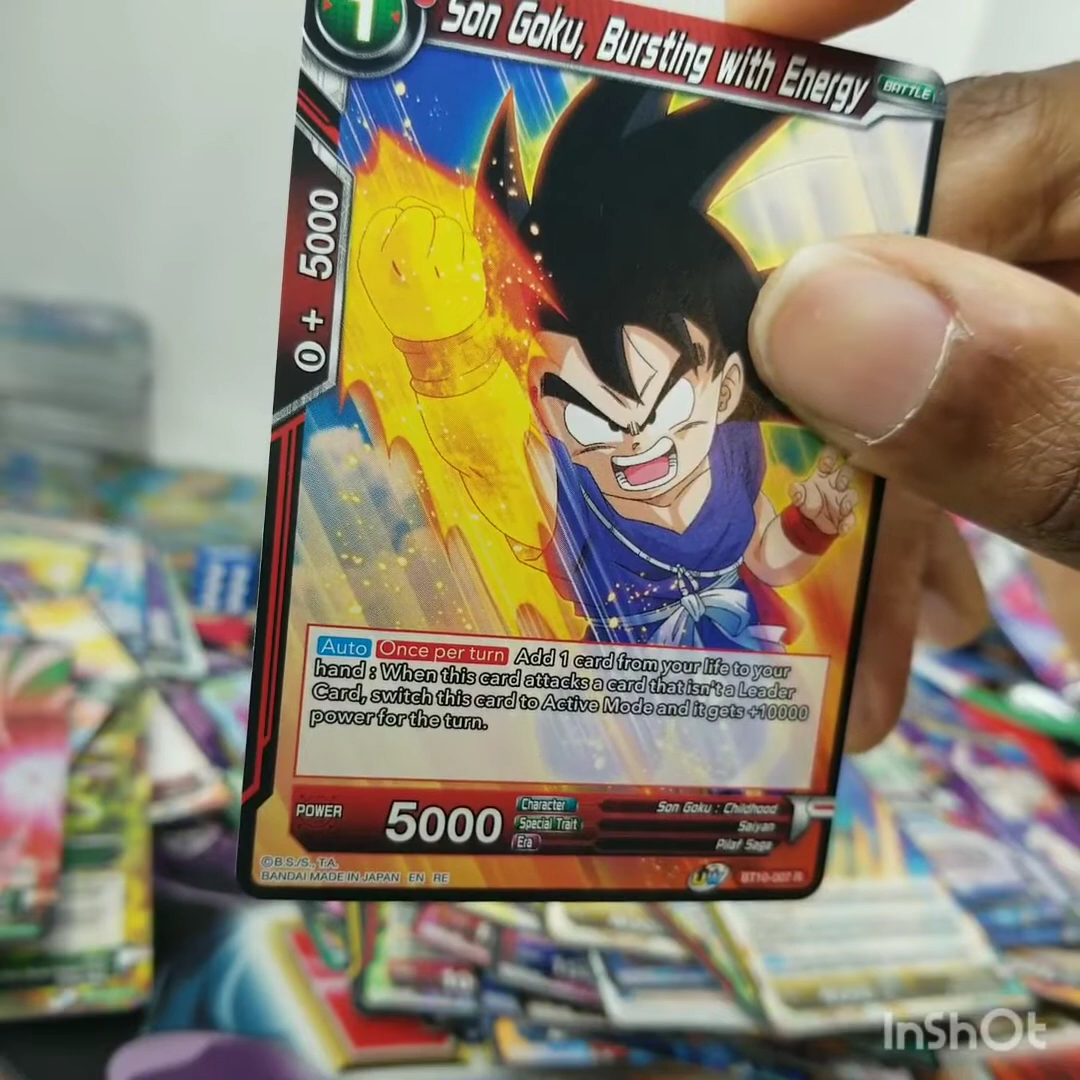 1
Son Goku, Bursting with Energy
BATTLE
0 + 5000
Auto Once per turn Add 1 card from your life to your
hand : When this card attacks a card that isn't a Leader
Card, switch this card to Active Mode and it gets +10000
power for the turn.
POWER 5000
Character Son Goku : Childhood
Special Trait Saiyan
Era Pilaf Saga
©B.S./S., T.A.
BANDAI MADE IN JAPAN EN RE
BT10-007 R
InShOt